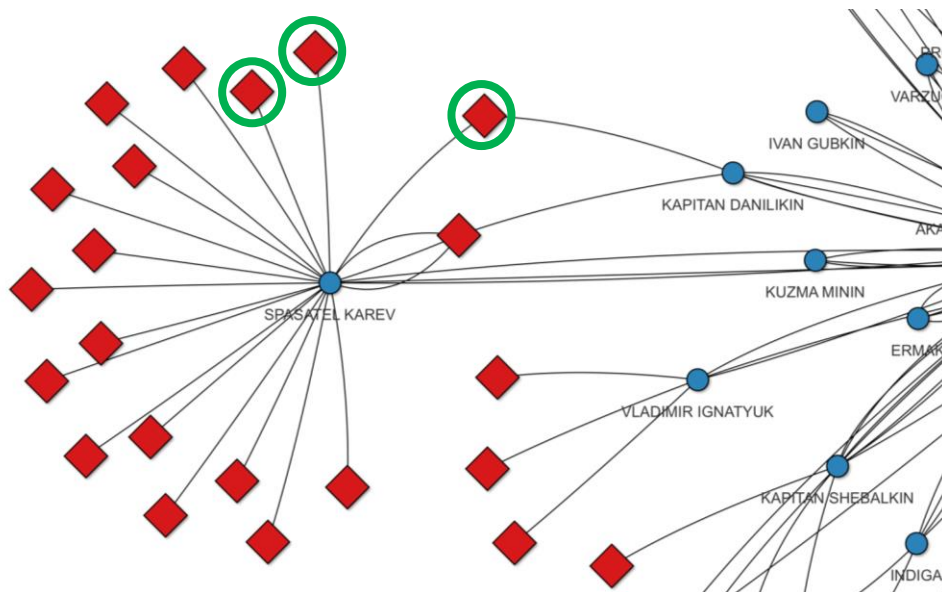 IVAN GUBKIN
KAPITAN DANILIKIN
SPASATEL KAREV
KUZMA MININ
VLADIMIR IGNATYUK
KAPITAN SHEBALKIN